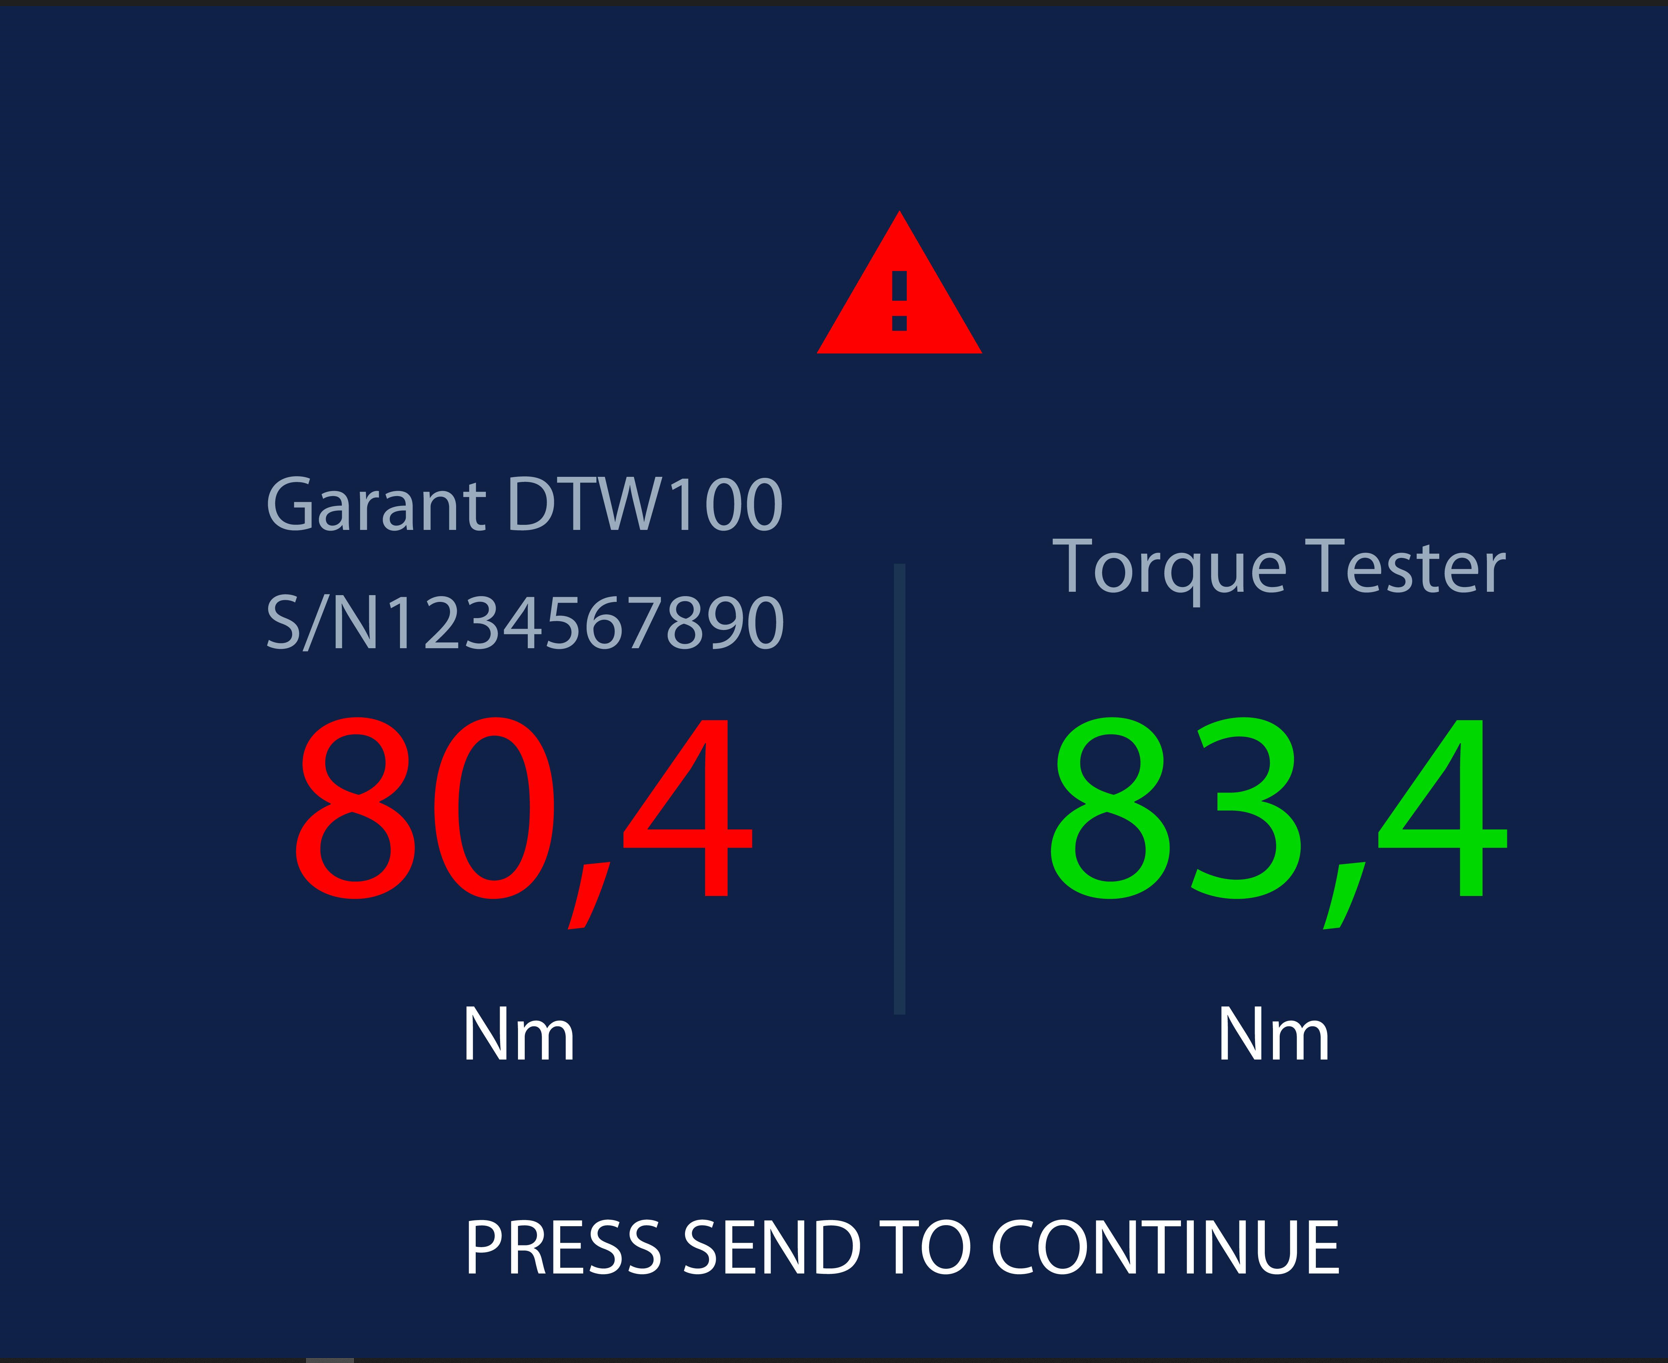 Garant DTW100
S/N1234567890
80,4
Nm
Torque Tester
83,4
Nm
PRESS SEND TO CONTINUE